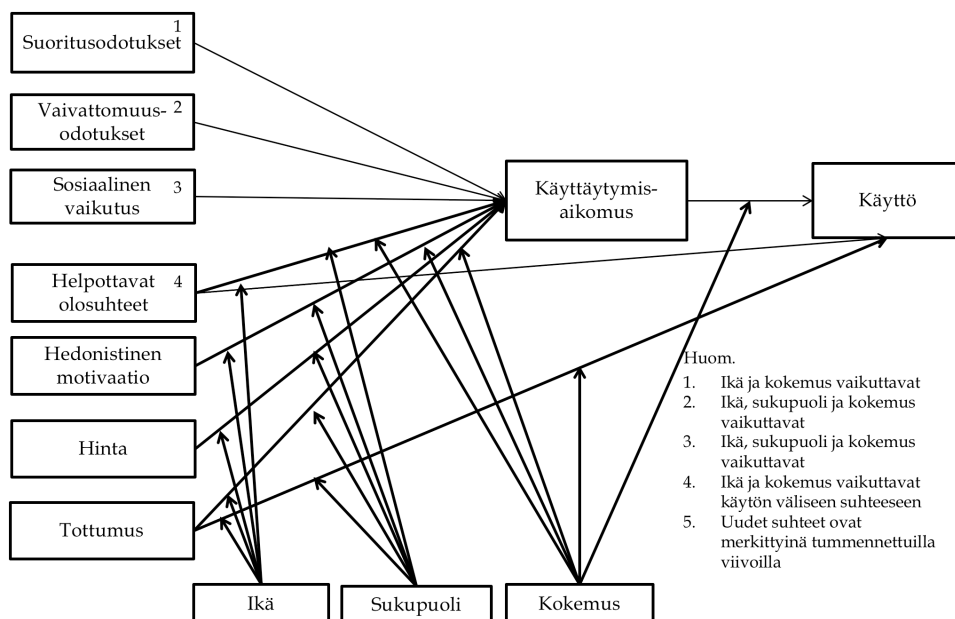 1
Suoritusodotukset
Vaivattomuus- 2
odotukset
Sosiaalinen
vaikutus
3
Käyttäytymis-
aikomus
Käyttö
Helpottavat
olosuhteet
4
Hedonistinen
motivaatio
Hinta
Tottumus
Huom.
1. Ikä ja kokemus vaikuttavat
2. Ikä, sukupuoli ja kokemus
vaikuttavat
3. Ikä, sukupuoli ja kokemus
vaikuttavat
4. Ikä ja kokemus vaikuttavat
käytön väliseen suhteeseen
5. Uudet suhteet ovat
merkittyinä tummennettuilla
viivoilla
Ikä
Sukupuoli
Kokemus